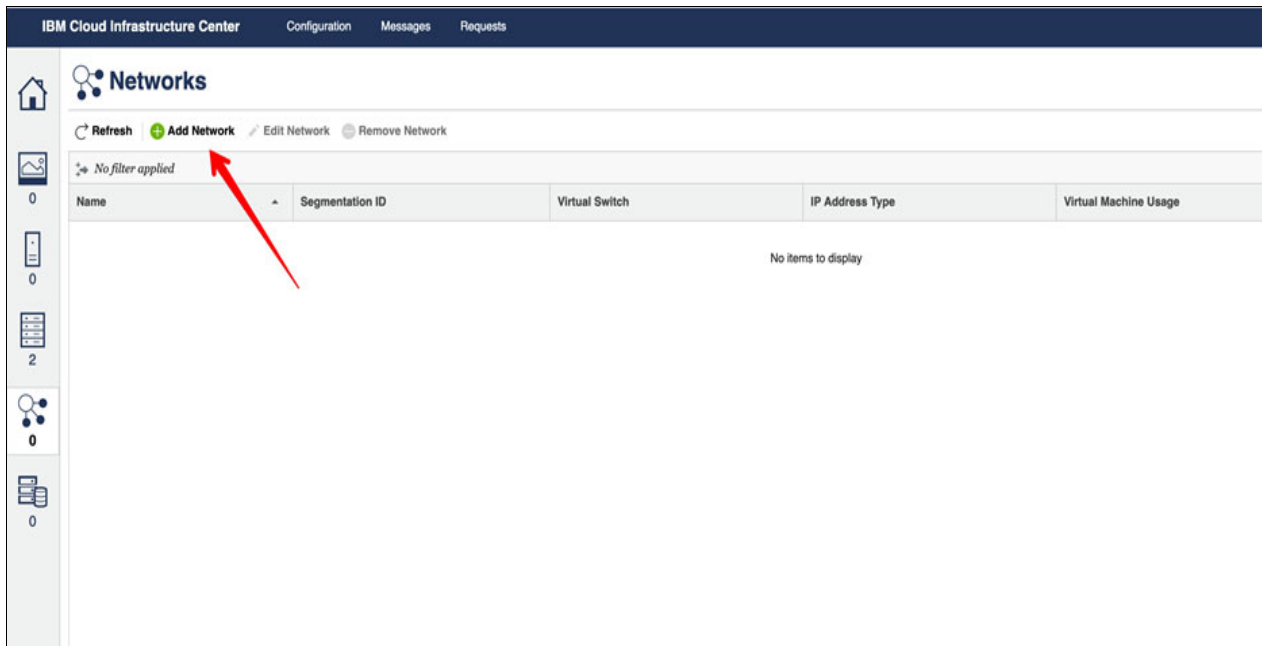 IBM Cloud Infrastructure Center Configuration Messages Requests
Networks
Refresh Add Network Edit Network Remove Network
No filter applied
Name Segmentation ID Virtual Switch IP Address Type Virtual Machine Usage
No items to display
0
0
2
0
0